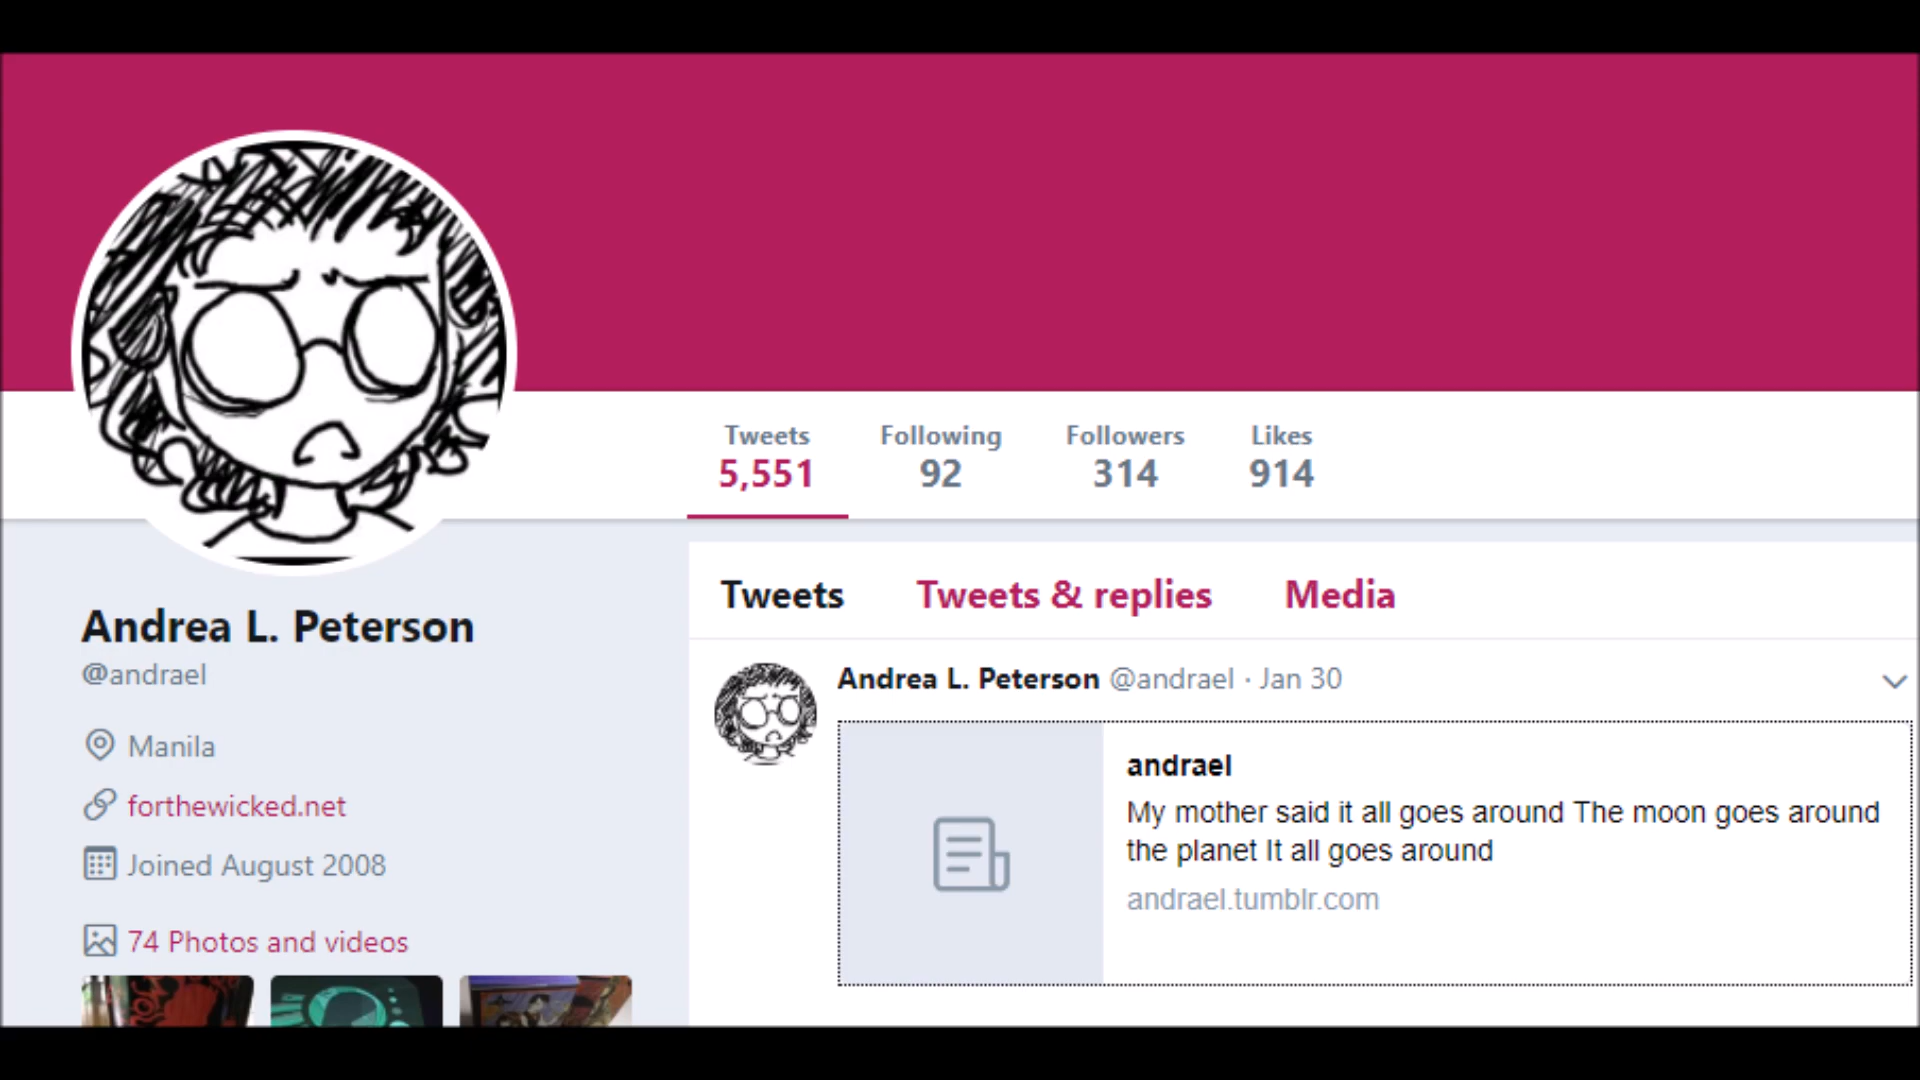 Tweets Following Followers Likes
5,551 92 314 914
Andrea L. Peterson
@andrael
Manila
forthewicked.net
Joined August 2008
74 Photos and videos
Tweets Tweets & replies Media
Andrea L. Peterson @andrael · Jan 30
andrael
My mother said it all goes around The moon goes around
the planet It all goes around
andrael.tumblr.com